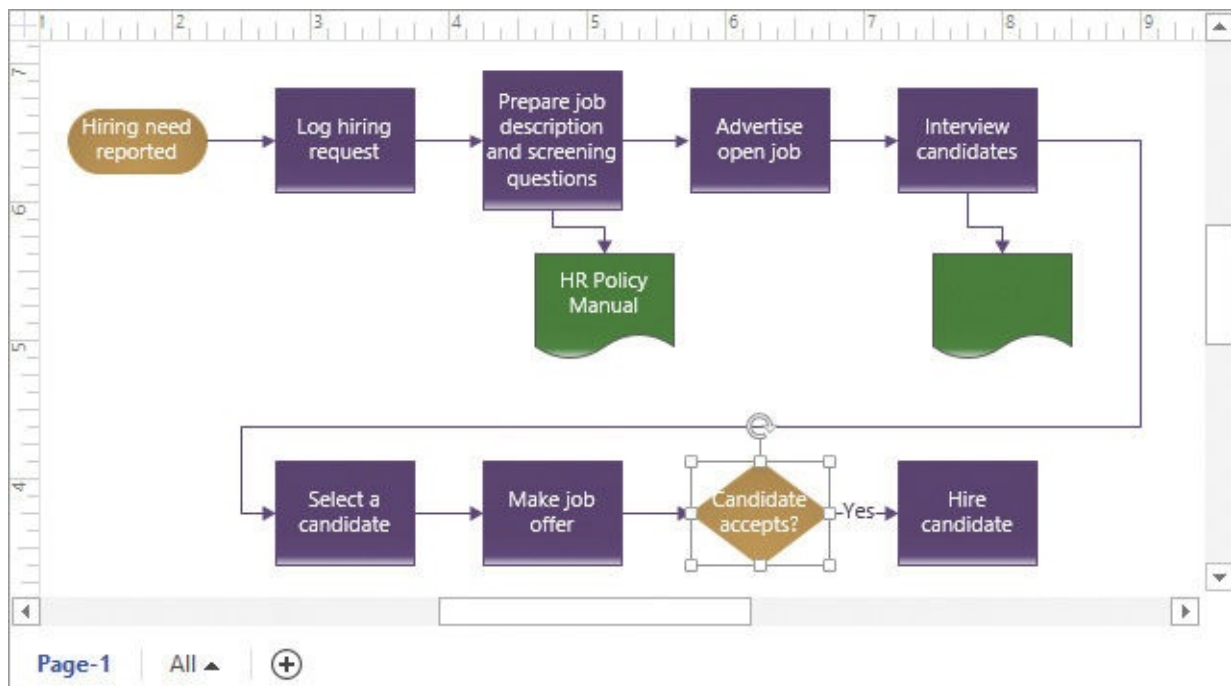 1 2 3 4 5 6 7 8 9
7
6
5
4
Hiring need
reported
Log hiring
request
Prepare job
description
and screening
questions
Advertise
open job
Interview
candidates
HR Policy
Manual
Select a
candidate
Make job
offer
Candidate
accepts?
Yes
Hire
candidate
Page-1
All